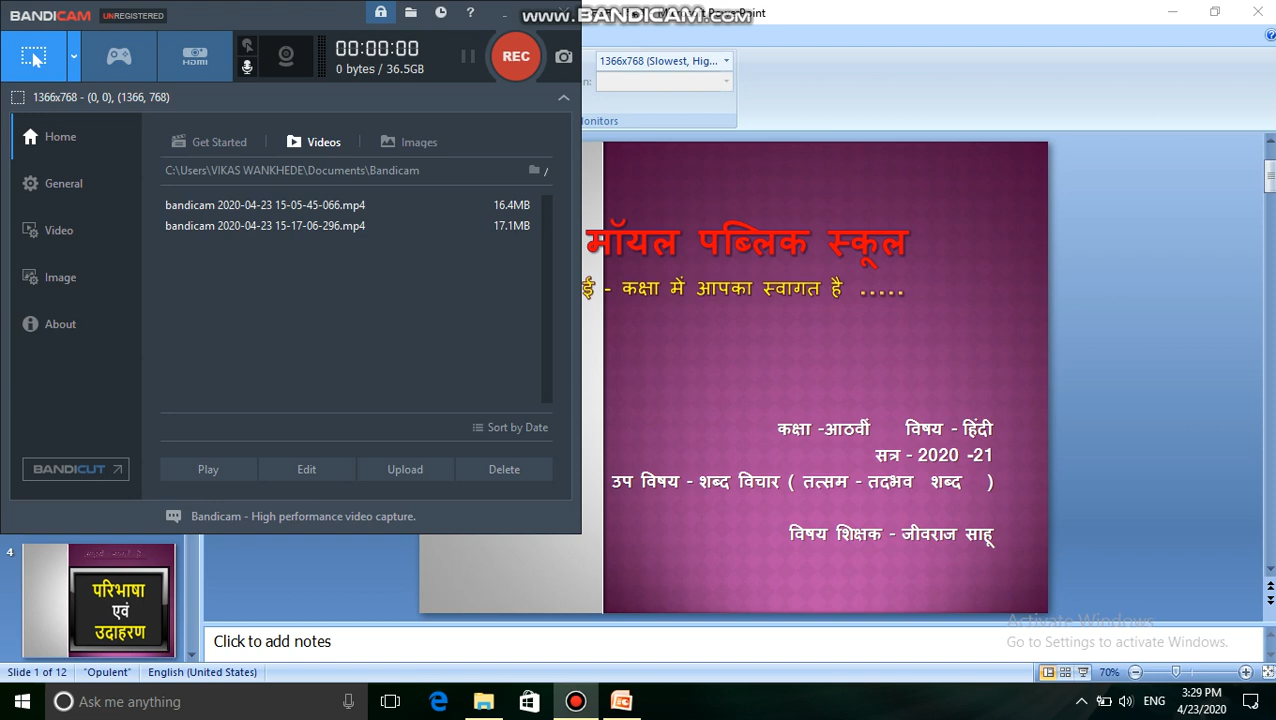 BANDICAM UNREGISTERED
www.BANDICAM.com
Microsoft PowerPoint
00:00:00
0 bytes / 36.5GB
REC
HDMI
1366x768 (Slowest, Hig...
n:
onitors
1366x768 - (0, 0), (1366, 768)
Home
General
Video
Image
About
BANDICUT
Get Started
Videos
Images
C:\Users\VIKAS WANKHEDE\Documents\Bandicam
bandicam 2020-04-23 15-05-45-066.mp4 16.4MB
bandicam 2020-04-23 15-17-06-296.mp4 17.1MB
Sort by Date
Play Edit Upload Delete
Bandicam - High performance video capture.
मॉयल पब्लिक स्कूल
ई - कक्षा में आपका स्वागत है .....
कक्षा -आठवीं विषय - हिंदी
सत्र - 2020 -21
उप विषय - शब्द विचार ( तत्सम - तदभव शब्द )
विषय शिक्षक - जीवराज साहू
4
परिभाषा
एवं
उदाहरण
Click to add notes
Activate Windows
Go to Settings to activate Windows.
Slide 1 of 12 "Opulent" English (United States) 70%
Ask me anything
ENG
3:29 PM
4/23/2020